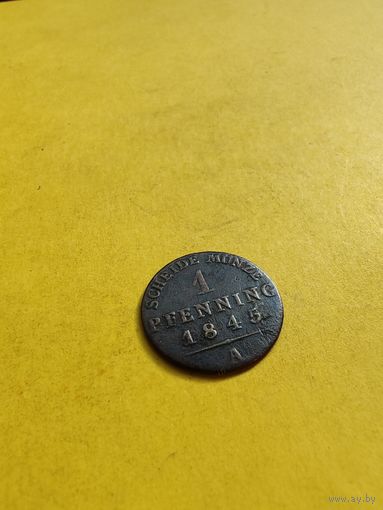 SCHEIDE MÜNZE
1
PFENNING
1845
A
www.ay.by